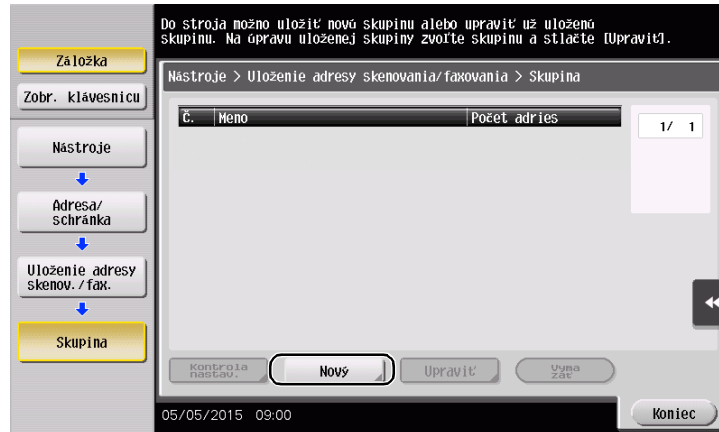 Do stroja možno uložiť novú skupinu alebo upraviť už uloženú
skupinu. Na úpravu uloženej skupiny zvoľte skupinu a stlačte [Upraviť].
Záložka
Zobr. klávesnicu
Nástroje
Adresa/
schránka
Uloženie adresy
skenov./fax.
Skupina
Nástroje > Uloženie adresy skenovania/faxovania > Skupina
Č. Meno Počet adries
1/ 1
Kontrola
nastav.
Nový
Upraviť
Vyma
zať
05/05/2015 09:00
Koniec